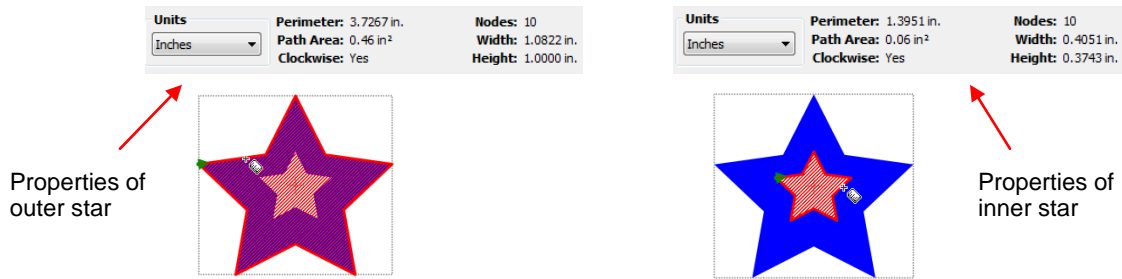 Units
Inches
Perimeter: 3.7267 in.
Path Area: 0.46 in²
Clockwise: Yes
Nodes: 10
Width: 1.0822 in.
Height: 1.0000 in.
Properties of
outer star
Units
Inches
Perimeter: 1.3951 in.
Path Area: 0.06 in²
Clockwise: Yes
Nodes: 10
Width: 0.4051 in.
Height: 0.3743 in.
Properties of
inner star